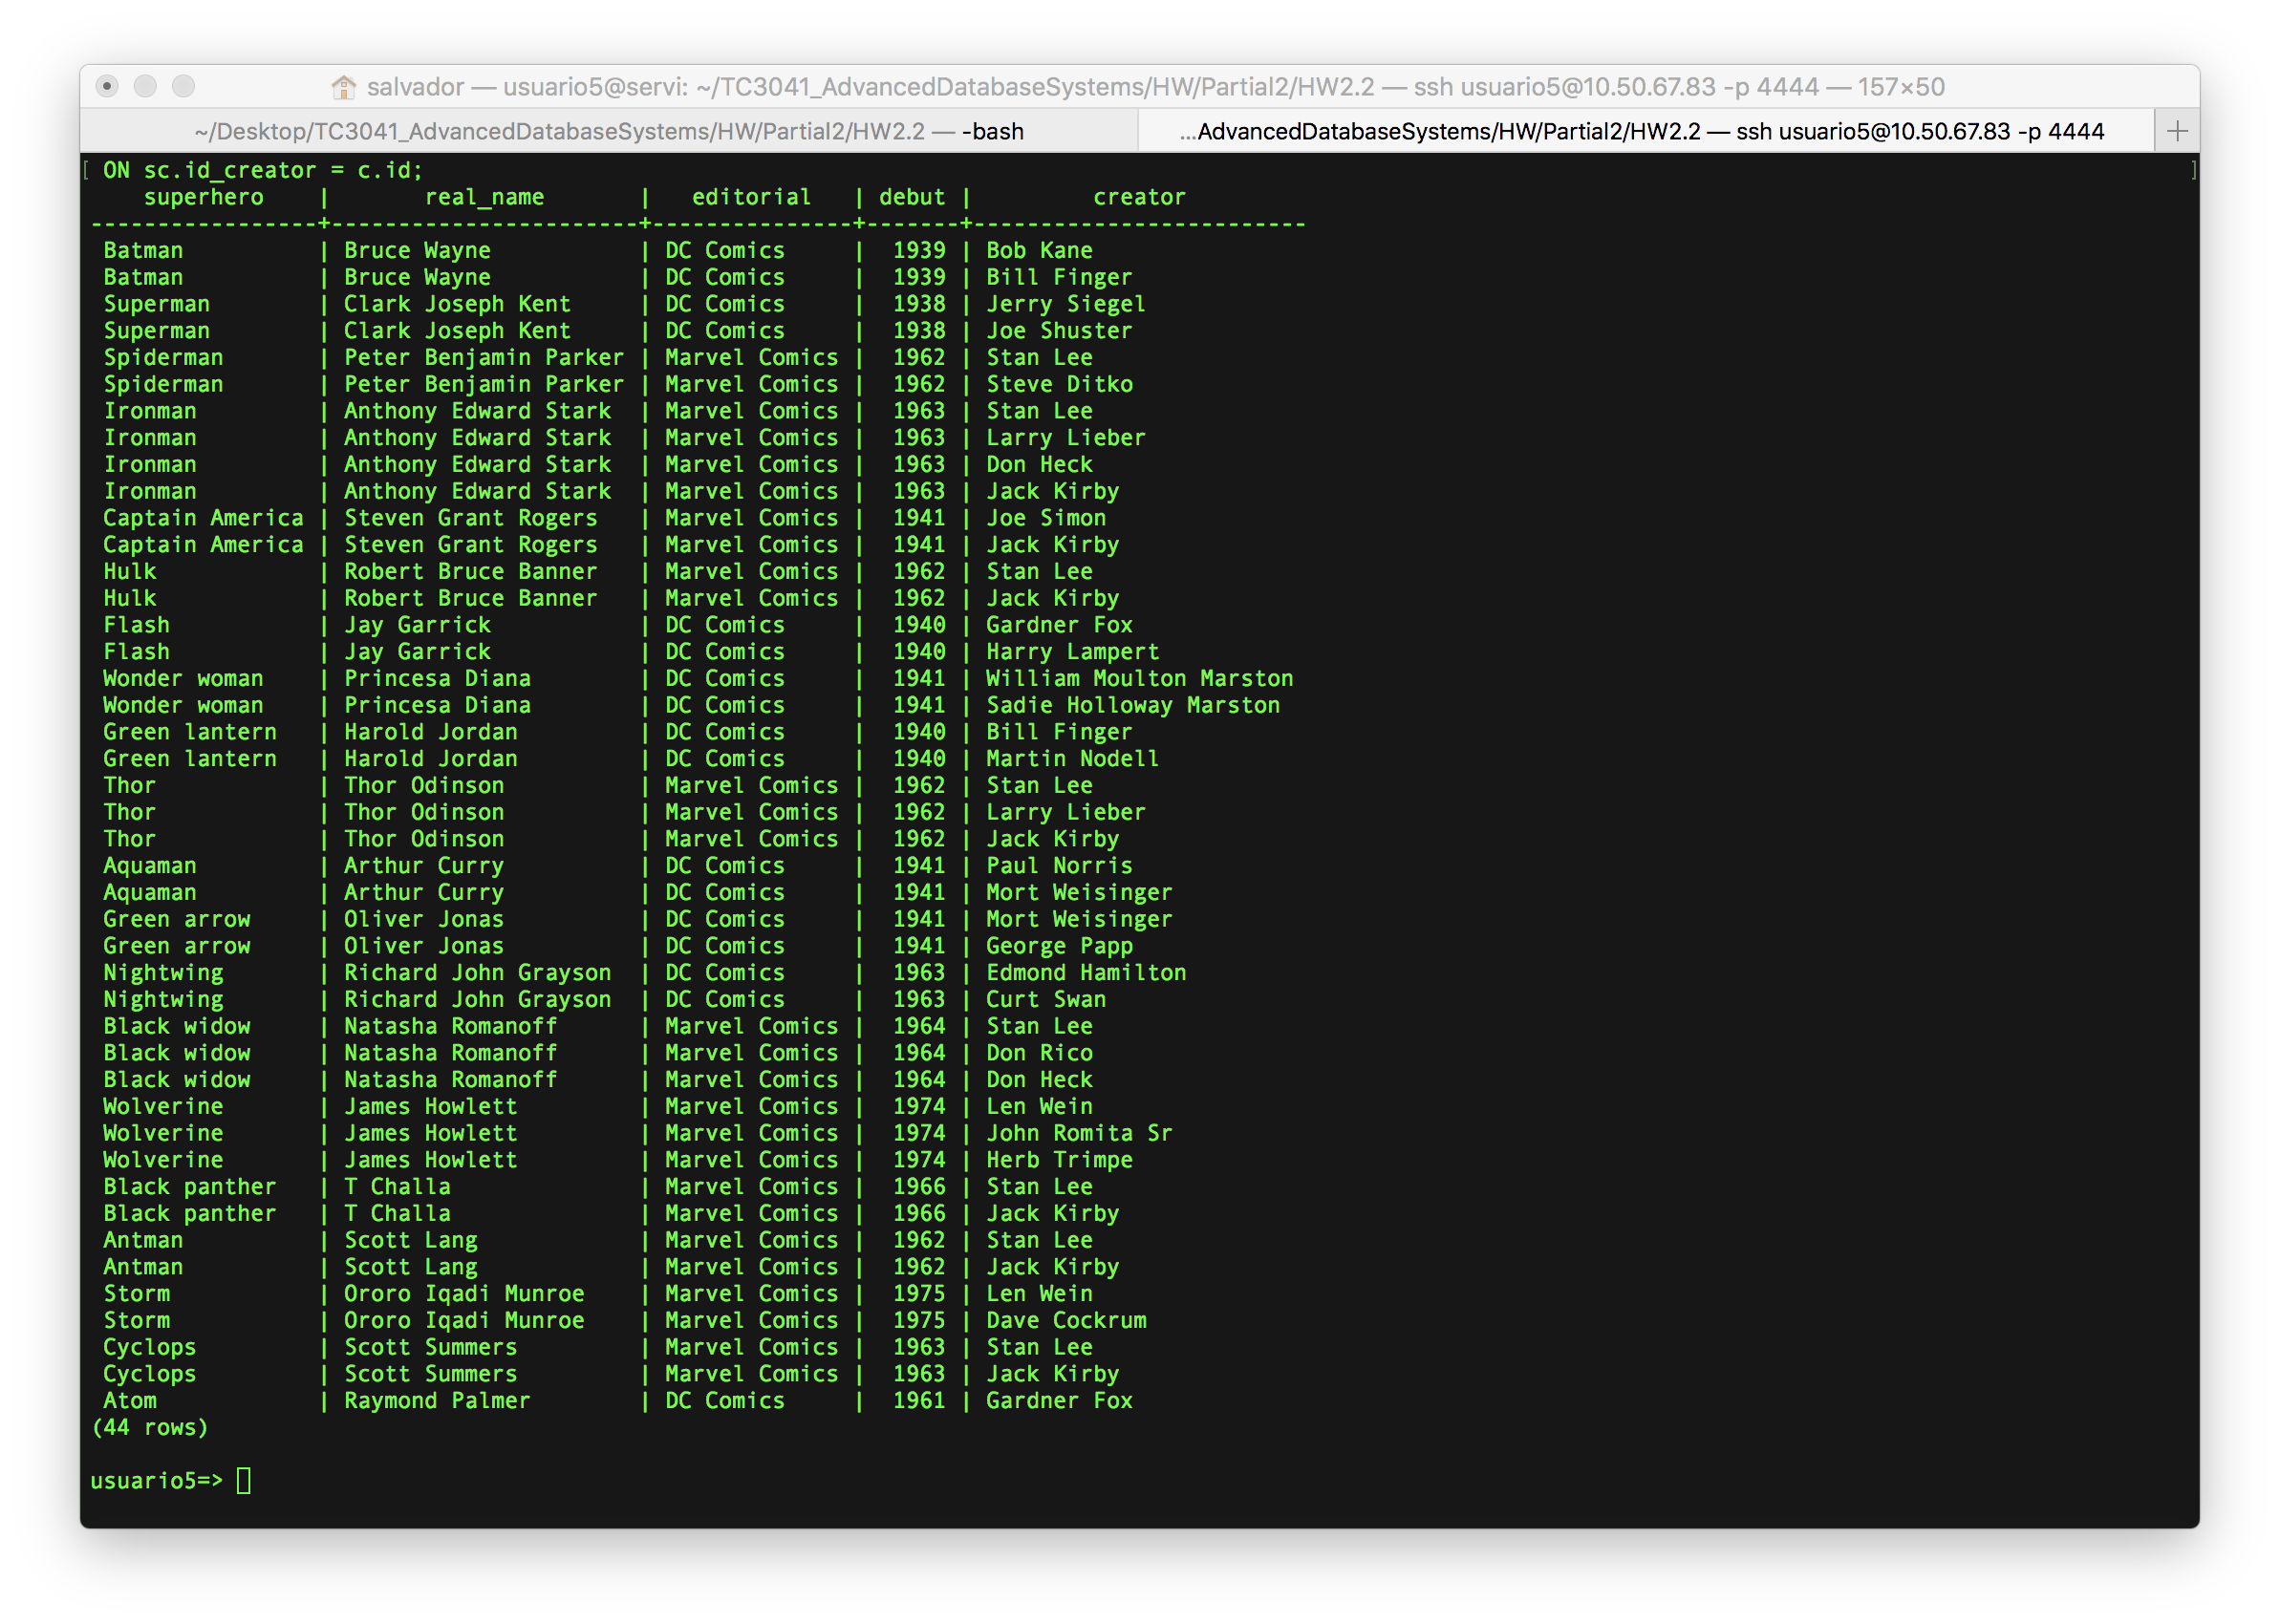 salvador — usuario5@servi: ~/TC3041_AdvancedDatabaseSystems/HW/Partial2/HW2.2 — ssh usuario5@10.50.67.83 -p 4444 — 157×50
~/Desktop/TC3041_AdvancedDatabaseSystems/HW/Partial2/HW2.2 — -bash
...AdvancedDatabaseSystems/HW/Partial2/HW2.2 — ssh usuario5@10.50.67.83 -p 4444 +
[ ON sc.id_creator = c.id; ]
    superhero    |       real_name       |   editorial   | debut |         creator
-----------------+-----------------------+---------------+-------+-------------------------
 Batman          | Bruce Wayne           | DC Comics     |  1939 | Bob Kane
 Batman          | Bruce Wayne           | DC Comics     |  1939 | Bill Finger
 Superman        | Clark Joseph Kent     | DC Comics     |  1938 | Jerry Siegel
 Superman        | Clark Joseph Kent     | DC Comics     |  1938 | Joe Shuster
 Spiderman       | Peter Benjamin Parker | Marvel Comics |  1962 | Stan Lee
 Spiderman       | Peter Benjamin Parker | Marvel Comics |  1962 | Steve Ditko
 Ironman         | Anthony Edward Stark  | Marvel Comics |  1963 | Stan Lee
 Ironman         | Anthony Edward Stark  | Marvel Comics |  1963 | Larry Lieber
 Ironman         | Anthony Edward Stark  | Marvel Comics |  1963 | Don Heck
 Ironman         | Anthony Edward Stark  | Marvel Comics |  1963 | Jack Kirby
 Captain America | Steven Grant Rogers   | Marvel Comics |  1941 | Joe Simon
 Captain America | Steven Grant Rogers   | Marvel Comics |  1941 | Jack Kirby
 Hulk            | Robert Bruce Banner   | Marvel Comics |  1962 | Stan Lee
 Hulk            | Robert Bruce Banner   | Marvel Comics |  1962 | Jack Kirby
 Flash           | Jay Garrick           | DC Comics     |  1940 | Gardner Fox
 Flash           | Jay Garrick           | DC Comics     |  1940 | Harry Lampert
 Wonder woman    | Princesa Diana        | DC Comics     |  1941 | William Moulton Marston
 Wonder woman    | Princesa Diana        | DC Comics     |  1941 | Sadie Holloway Marston
 Green lantern   | Harold Jordan         | DC Comics     |  1940 | Bill Finger
 Green lantern   | Harold Jordan         | DC Comics     |  1940 | Martin Nodell
 Thor            | Thor Odinson          | Marvel Comics |  1962 | Stan Lee
 Thor            | Thor Odinson          | Marvel Comics |  1962 | Larry Lieber
 Thor            | Thor Odinson          | Marvel Comics |  1962 | Jack Kirby
 Aquaman         | Arthur Curry          | DC Comics     |  1941 | Paul Norris
 Aquaman         | Arthur Curry          | DC Comics     |  1941 | Mort Weisinger
 Green arrow     | Oliver Jonas          | DC Comics     |  1941 | Mort Weisinger
 Green arrow     | Oliver Jonas          | DC Comics     |  1941 | George Papp
 Nightwing       | Richard John Grayson  | DC Comics     |  1963 | Edmond Hamilton
 Nightwing       | Richard John Grayson  | DC Comics     |  1963 | Curt Swan
 Black widow     | Natasha Romanoff      | Marvel Comics |  1964 | Stan Lee
 Black widow     | Natasha Romanoff      | Marvel Comics |  1964 | Don Rico
 Black widow     | Natasha Romanoff      | Marvel Comics |  1964 | Don Heck
 Wolverine       | James Howlett         | Marvel Comics |  1974 | Len Wein
 Wolverine       | James Howlett         | Marvel Comics |  1974 | John Romita Sr
 Wolverine       | James Howlett         | Marvel Comics |  1974 | Herb Trimpe
 Black panther   | T Challa              | Marvel Comics |  1966 | Stan Lee
 Black panther   | T Challa              | Marvel Comics |  1966 | Jack Kirby
 Antman          | Scott Lang            | Marvel Comics |  1962 | Stan Lee
 Antman          | Scott Lang            | Marvel Comics |  1962 | Jack Kirby
 Storm           | Ororo Iqadi Munroe    | Marvel Comics |  1975 | Len Wein
 Storm           | Ororo Iqadi Munroe    | Marvel Comics |  1975 | Dave Cockrum
 Cyclops         | Scott Summers         | Marvel Comics |  1963 | Stan Lee
 Cyclops         | Scott Summers         | Marvel Comics |  1963 | Jack Kirby
 Atom            | Raymond Palmer        | DC Comics     |  1961 | Gardner Fox
(44 rows)
usuario5=>